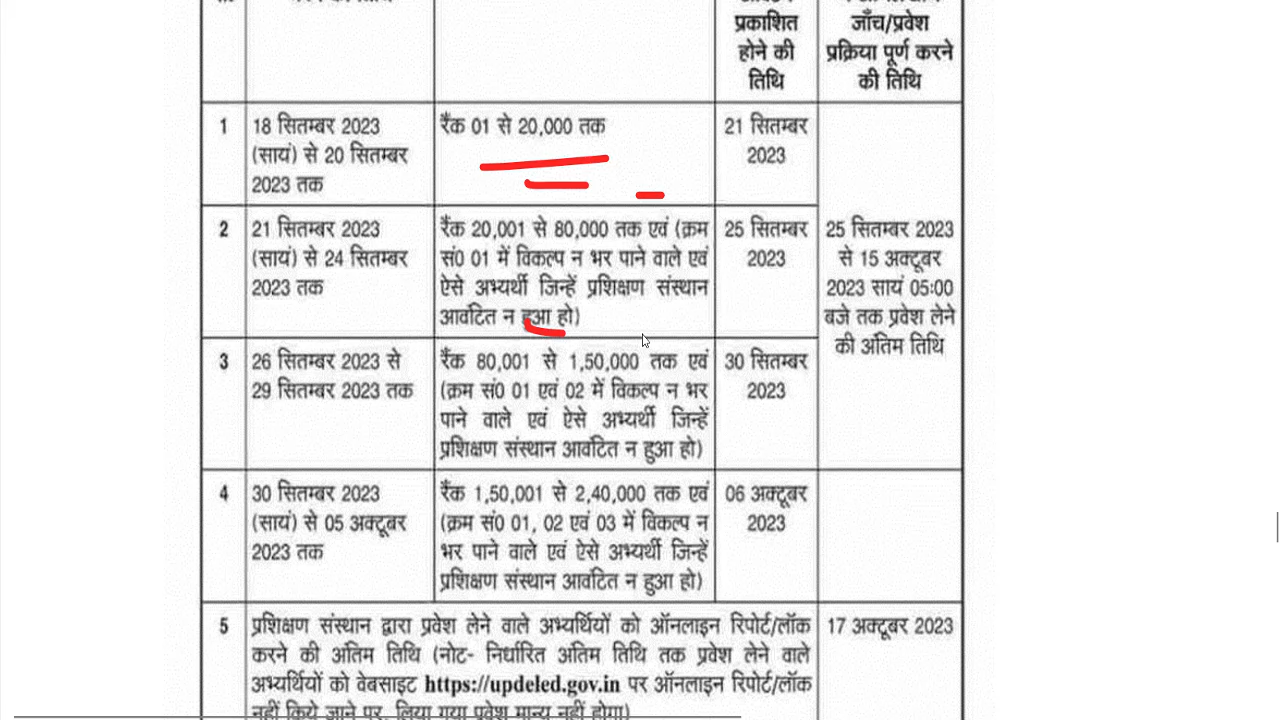 प्रकाशित
होने की
तिथि
जाँच/प्रवेश
प्रक्रिया पूर्ण करने
की तिथि
1
18 सितम्बर 2023
(सायं) से 20 सितम्बर
2023 तक
रैंक 01 से 20,000 तक
21 सितम्बर
2023
2
21 सितम्बर 2023
(सायं) से 24 सितम्बर
2023 तक
रैंक 20,001 से 80,000 तक एवं (क्रम
सं0 01 में विकल्प न भर पाने वाले एवं
ऐसे अभ्यर्थी जिन्हें प्रशिक्षण संस्थान
आवंटित न हुआ हो)
25 सितम्बर
2023
25 सितम्बर 2023
से 15 अक्टूबर
2023 सायं 05:00
बजे तक प्रवेश लेने
की अंतिम तिथि
3
26 सितम्बर 2023 से
29 सितम्बर 2023 तक
रैंक 80,001 से 1,50,000 तक एवं
(क्रम सं0 01 एवं 02 में विकल्प न भर
पाने वाले एवं ऐसे अभ्यर्थी जिन्हें
प्रशिक्षण संस्थान आवंटित न हुआ हो)
30 सितम्बर
2023
4
30 सितम्बर 2023
(सायं) से 05 अक्टूबर
2023 तक
रैंक 1,50,001 से 2,40,000 तक एवं
(क्रम सं0 01, 02 एवं 03 में विकल्प न
भर पाने वाले एवं ऐसे अभ्यर्थी जिन्हें
प्रशिक्षण संस्थान आवंटित न हुआ हो)
06 अक्टूबर
2023
5
प्रशिक्षण संस्थान द्वारा प्रवेश लेने वाले अभ्यर्थियों को ऑनलाइन रिपोर्ट/लॉक
करने की अंतिम तिथि (नोट- निर्धारित अंतिम तिथि तक प्रवेश लेने वाले
अभ्यर्थियों को वेबसाइट https://updeled.gov.in पर ऑनलाइन रिपोर्ट/लॉक
नहीं किये जाने पर, लिया गया प्रवेश मान्य नहीं होगा)
17 अक्टूबर 2023